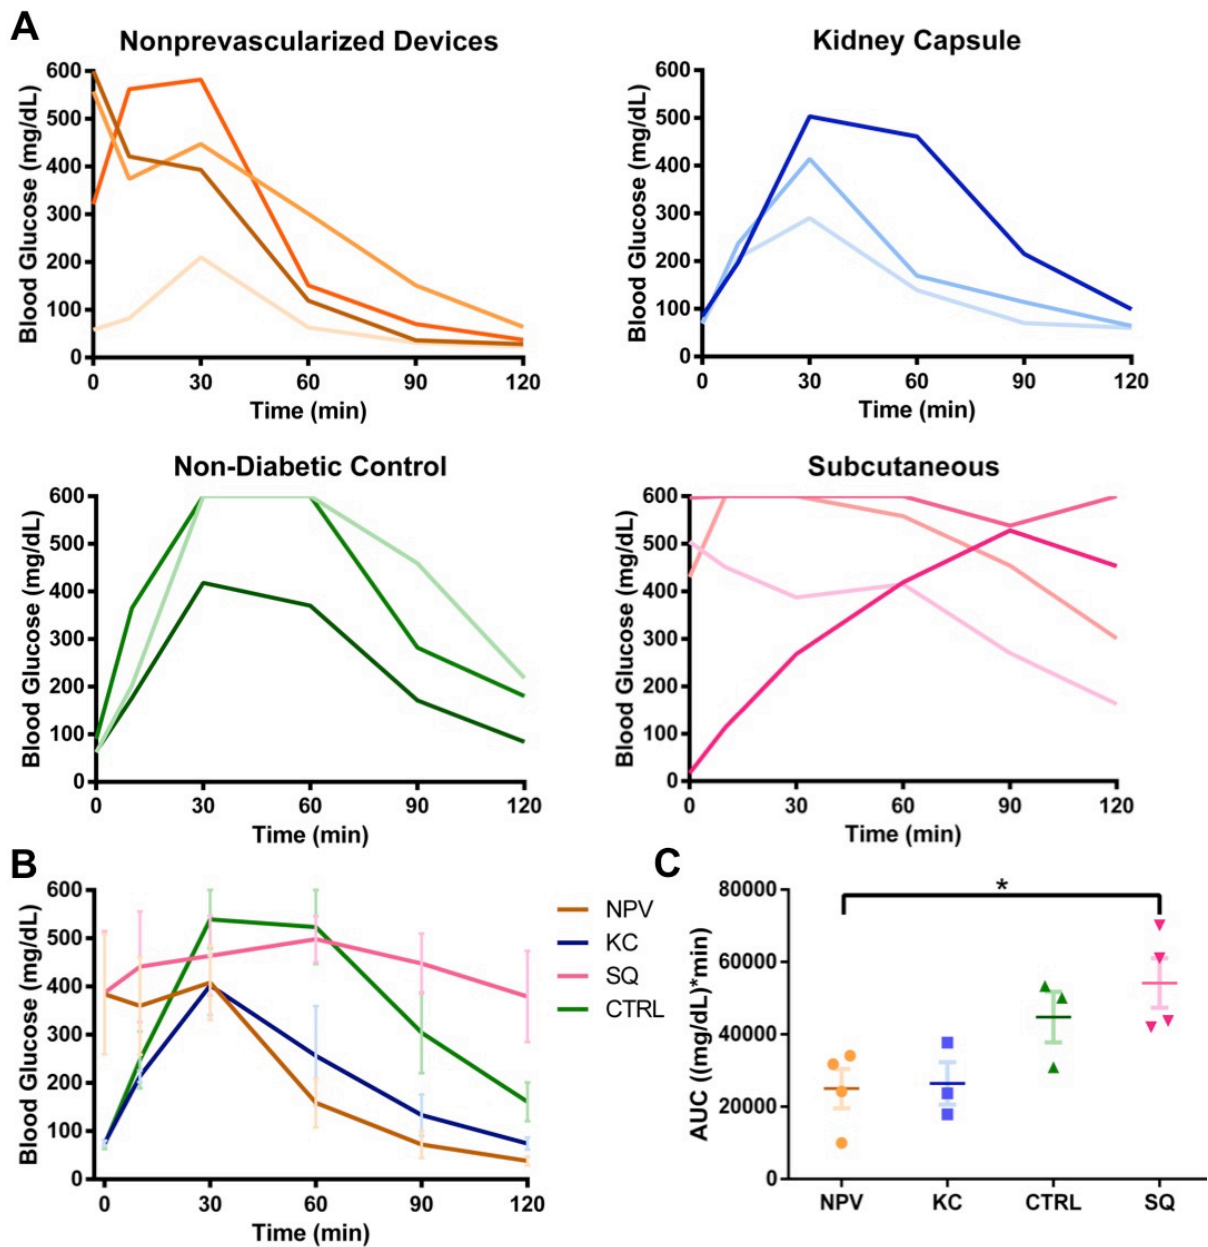 A
Nonprevascularized Devices
Blood Glucose (mg/dL)
600
500
400
300
200
100
0
0 30 60 90 120
Time (min)
Kidney Capsule
Blood Glucose (mg/dL)
600
500
400
300
200
100
0
0 30 60 90 120
Time (min)
Non-Diabetic Control
Blood Glucose (mg/dL)
600
500
400
300
200
100
0
0 30 60 90 120
Time (min)
Subcutaneous
Blood Glucose (mg/dL)
600
500
400
300
200
100
0
0 30 60 90 120
Time (min)
B
Blood Glucose (mg/dL)
600
500
400
300
200
100
0
0 30 60 90 120
Time (min)
NPV
KC
SQ
CTRL
C
AUC ((mg/dL)*min)
80000
60000
40000
20000
0
*
NPV KC CTRL SQ